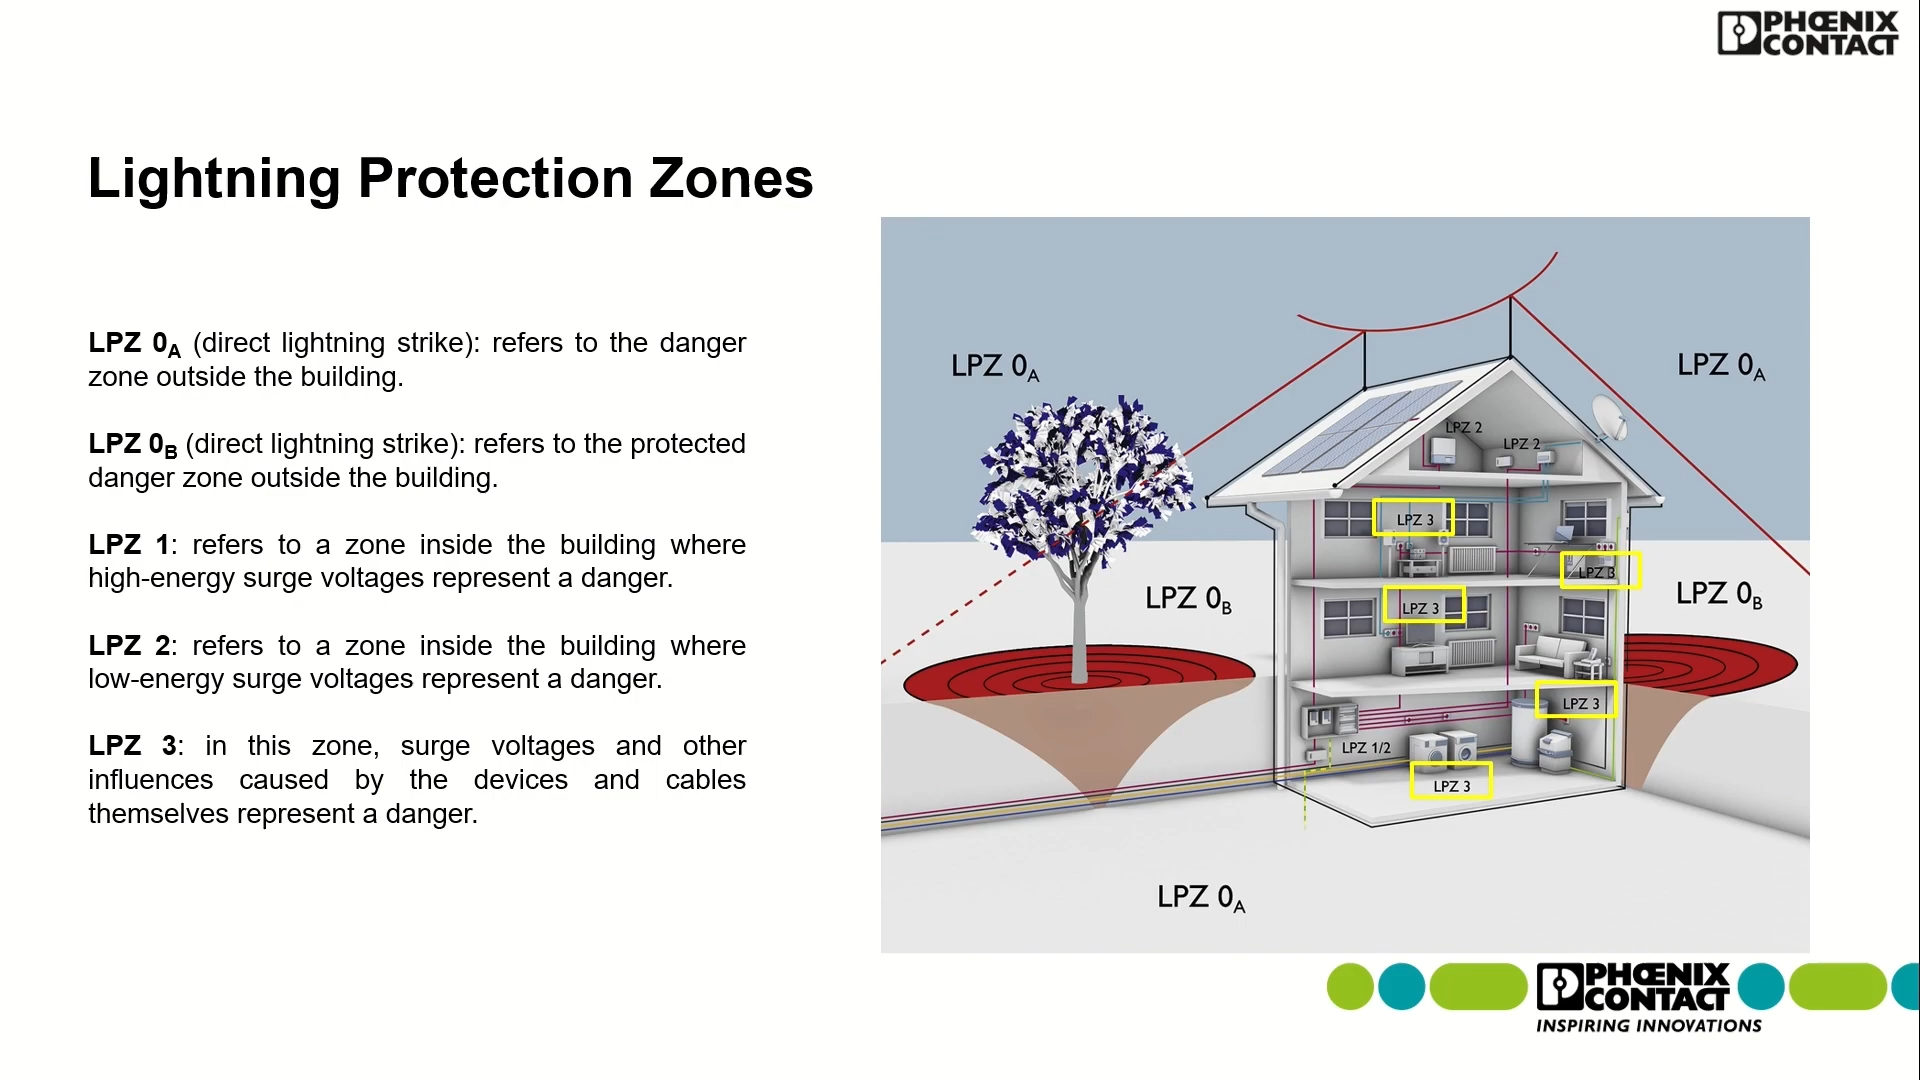 PHŒNIX
CONTACT
Lightning Protection Zones
LPZ 0A (direct lightning strike): refers to the danger
zone outside the building.
LPZ 0B (direct lightning strike): refers to the protected
danger zone outside the building.
LPZ 1: refers to a zone inside the building where
high-energy surge voltages represent a danger.
LPZ 2: refers to a zone inside the building where
low-energy surge voltages represent a danger.
LPZ 3: in this zone, surge voltages and other
influences caused by the devices and cables
themselves represent a danger.
LPZ 0A
LPZ 0A
LPZ 2
LPZ 2
LPZ 3
LPZ 3
LPZ 0B
LPZ 3
LPZ 0B
LPZ 3
LPZ 1/2
LPZ 3
LPZ 0A
PHŒNIX
CONTACT
INSPIRING INNOVATIONS